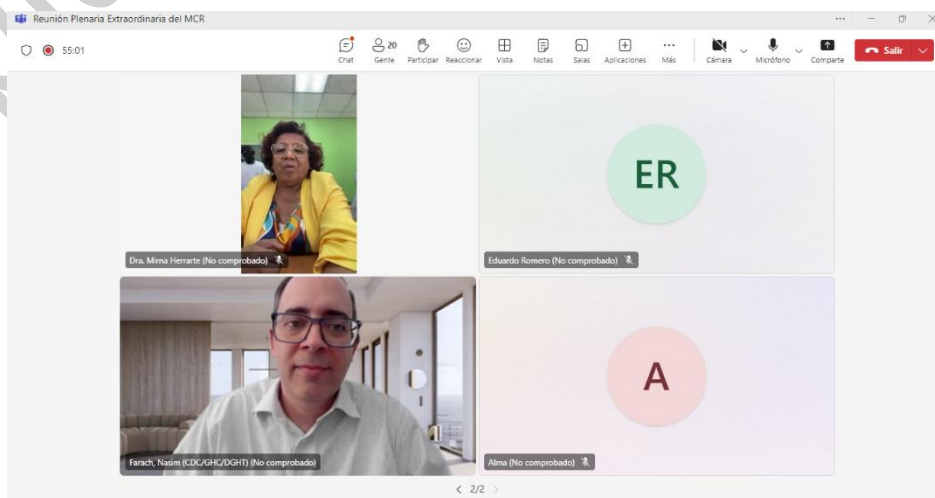 Reunión Plenaria Extraordinaria del MCR
55:01
20
Chat Gente Participar Reaccionar Vista Notas Salas Aplicaciones Más Cámara Micrófono Comparte
Salir
ER
Dra. Mirna Herrarte (No comprobado)
Eduardo Romero (No comprobado)
A
Farach, Nasim (CDC/GHC/DGHT) (No comprobado)
Alma (No comprobado)
2/2